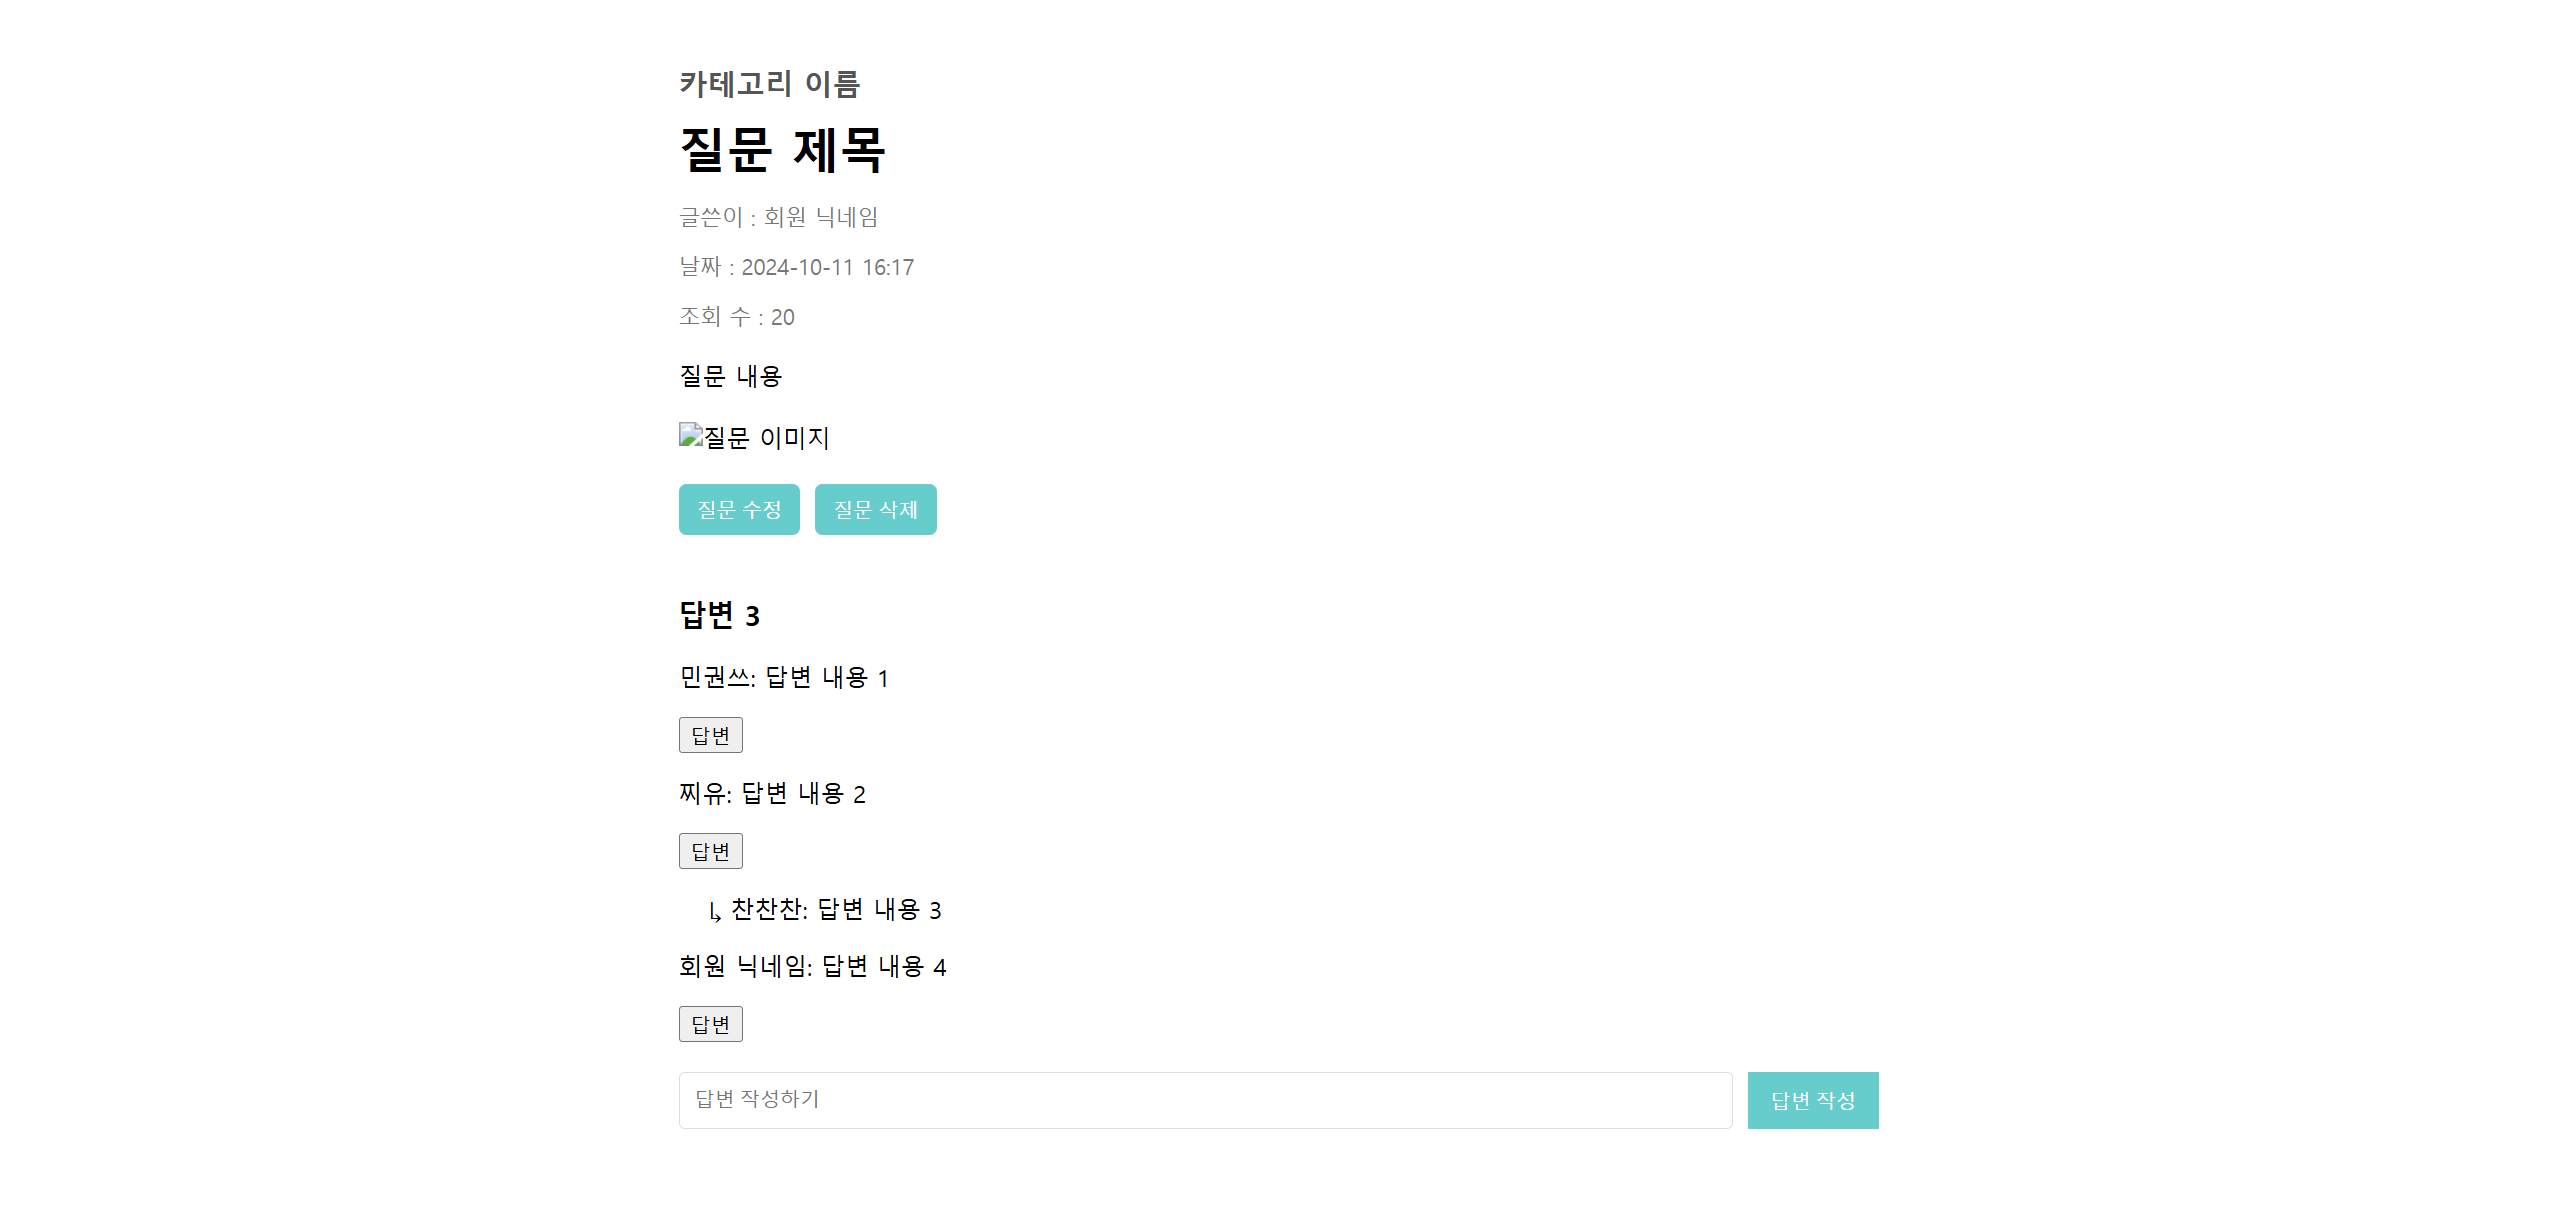 카테고리 이름
질문 제목
글쓴이 : 회원 닉네임
날짜 : 2024-10-11 16:17
조회 수 : 20
질문 내용
질문 이미지
질문 수정 질문 삭제
답변 3
민권쓰: 답변 내용 1
답변
찌유: 답변 내용 2
답변
↳ 찬찬찬: 답변 내용 3
회원 닉네임: 답변 내용 4
답변
답변 작성하기 답변 작성